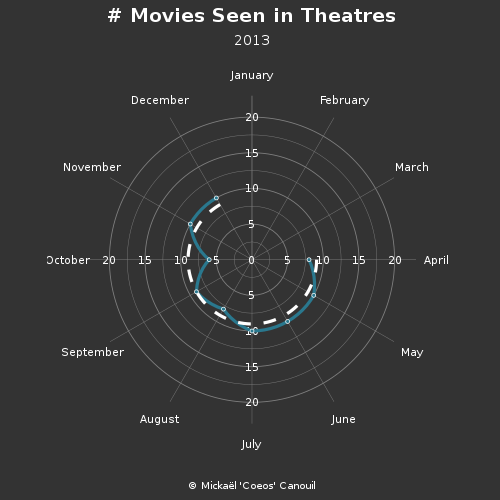 # Movies Seen in Theatres
2013
January
December
February
20
15
November
March
10
5
October 20 15 10 5 0 5 10 15 20 April
5
September
May
10
15
August
June
20
July
© Mickaël 'Coeos' Canouil